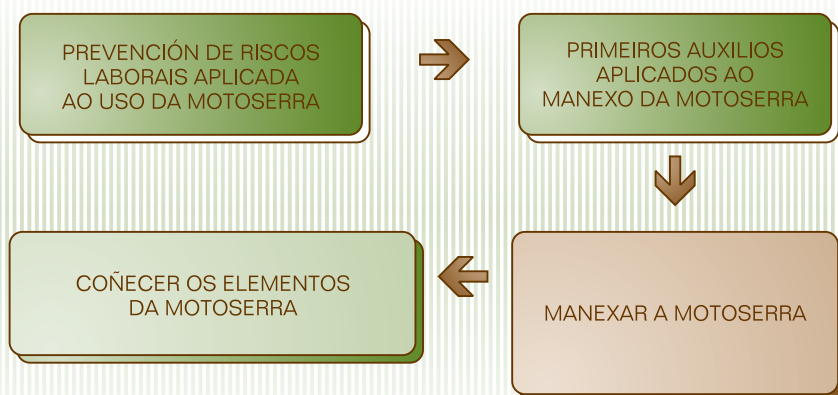 PREVENCIÓN DE RISCOS
LABORAIS APLICADA
AO USO DA MOTOSERRA
PRIMEIROS AUXILIOS
APLICADOS AO
MANEXO DA MOTOSERRA
COÑECER OS ELEMENTOS
DA MOTOSERRA
MANEXAR A MOTOSERRA